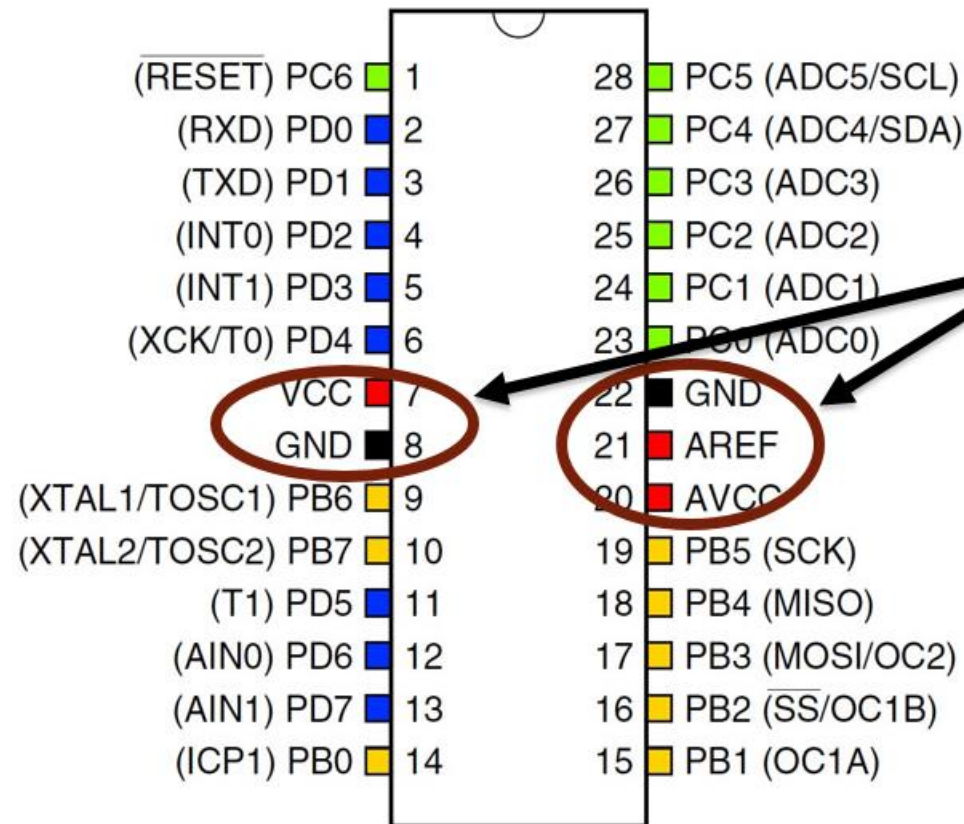 (RESET) PC6 1 28 PC5 (ADC5/SCL)
(RXD) PD0 2 27 PC4 (ADC4/SDA)
(TXD) PD1 3 26 PC3 (ADC3)
(INT0) PD2 4 25 PC2 (ADC2)
(INT1) PD3 5 24 PC1 (ADC1)
(XCK/T0) PD4 6 23 PC0 (ADC0)
VCC 7 22 GND
GND 8 21 AREF
(XTAL1/TOSC1) PB6 9 20 AVCC
(XTAL2/TOSC2) PB7 10 19 PB5 (SCK)
(T1) PD5 11 18 PB4 (MISO)
(AIN0) PD6 12 17 PB3 (MOSI/OC2)
(AIN1) PD7 13 16 PB2 (SS/OC1B)
(ICP1) PB0 14 15 PB1 (OC1A)